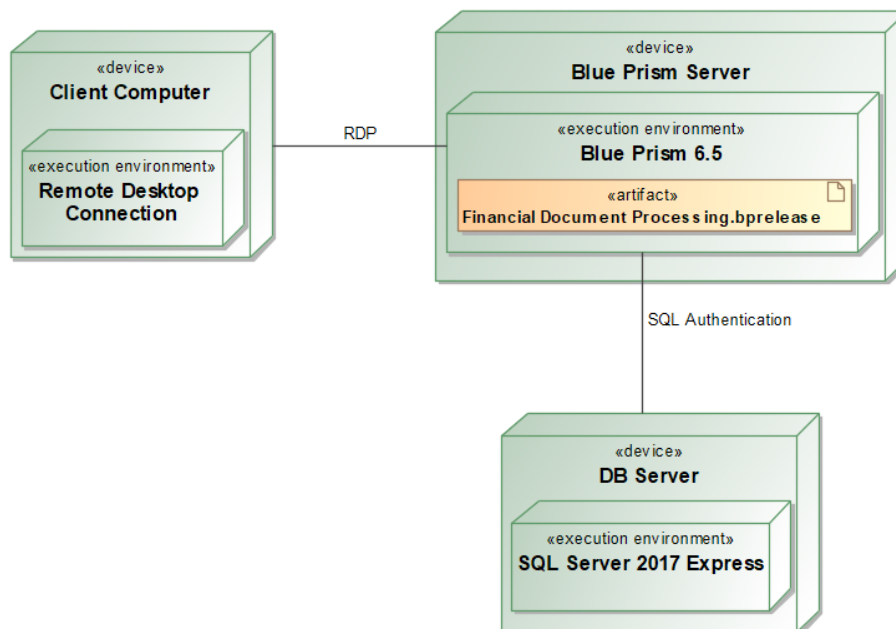 «device»
Client Computer
«execution environment»
Remote Desktop
Connection
RDP
«device»
Blue Prism Server
«execution environment»
Blue Prism 6.5
«artifact»
Financial Document Processing.bprelease
SQL Authentication
«device»
DB Server
«execution environment»
SQL Server 2017 Express